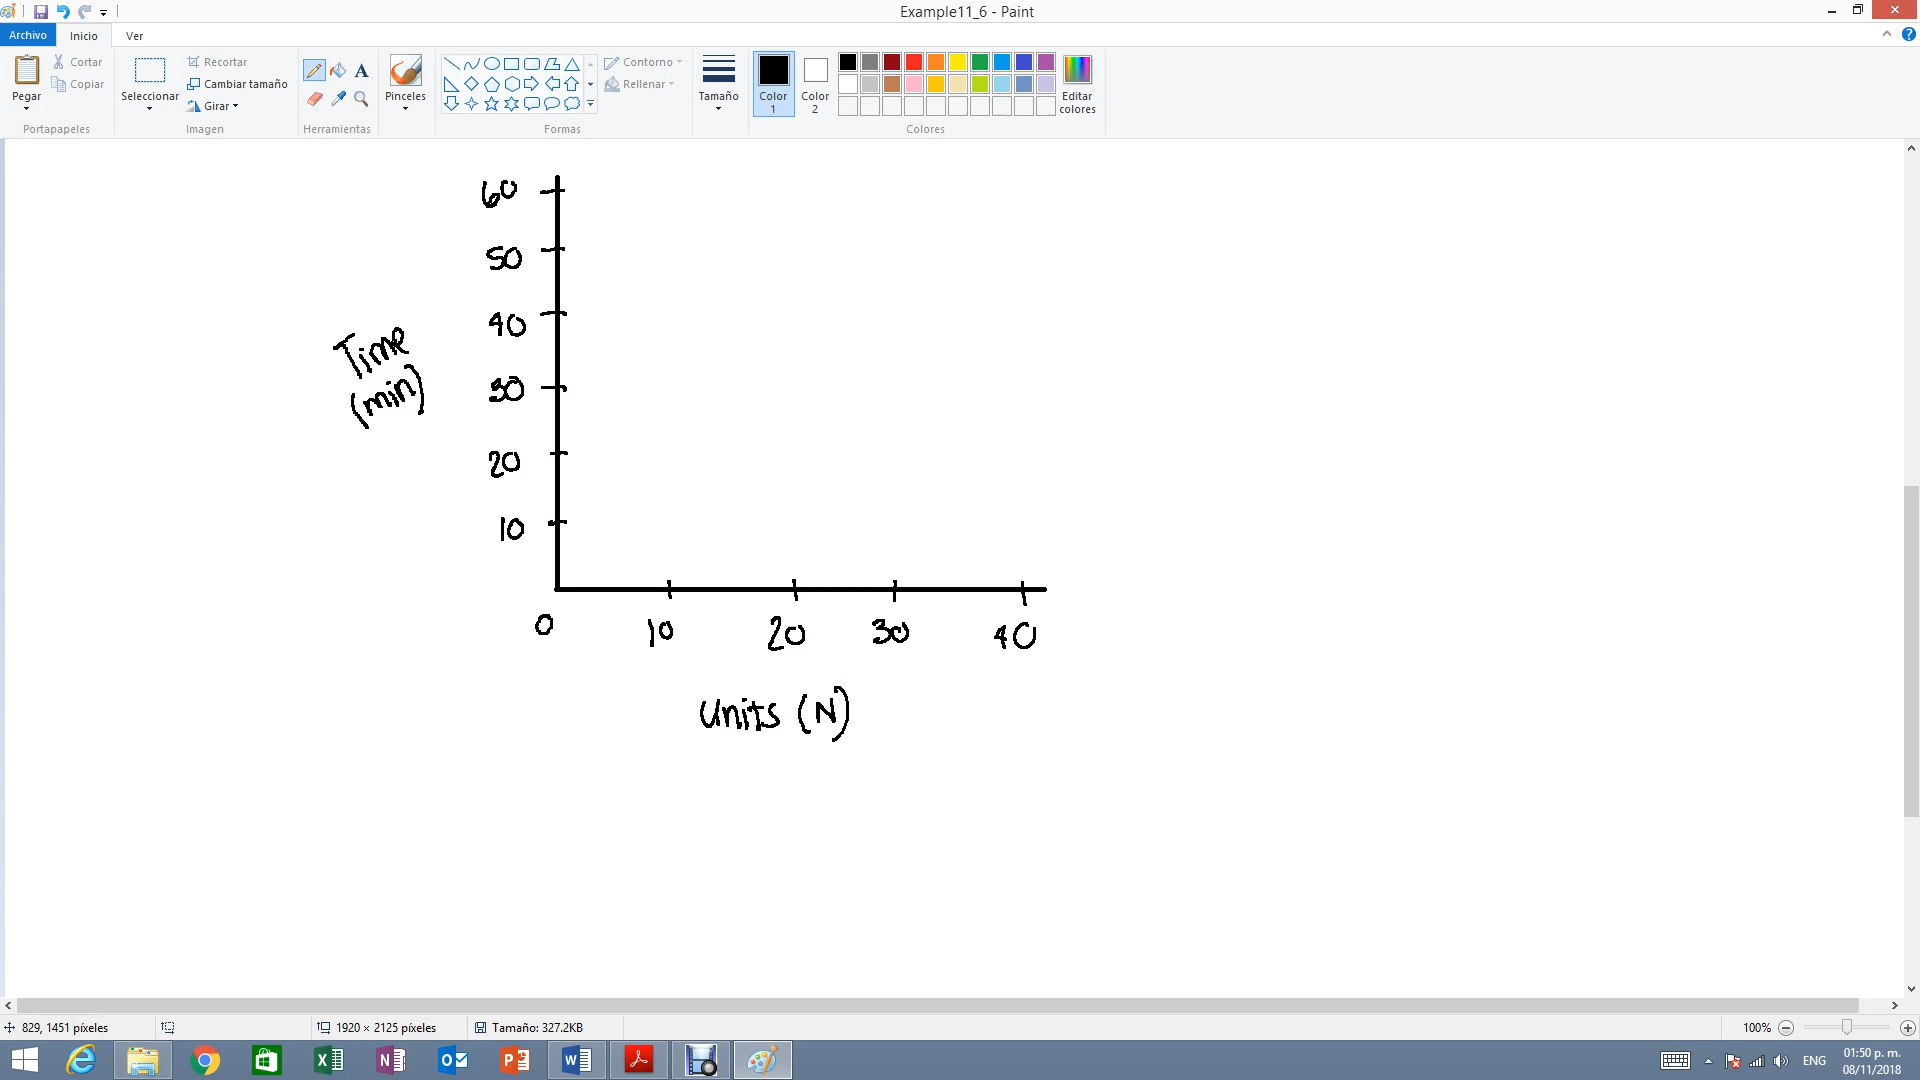 Example11_6 - Paint
Archivo Inicio Ver
Pegar
Cortar
Copiar
Portapapeles
Seleccionar
Recortar
Cambiar tamaño
Girar
Imagen
A
Herramientas
Pinceles
Contorno
Rellenar
Formas
Tamaño
Color 1
Color 2
Editar colores
Colores
60
50
40
30
20
10
Time
(min)
0 10 20 30 40
Units (N)
829, 1451 píxeles
1920 × 2125 píxeles
Tamaño: 327.2KB
100%
ENG
01:50 p. m.
08/11/2018